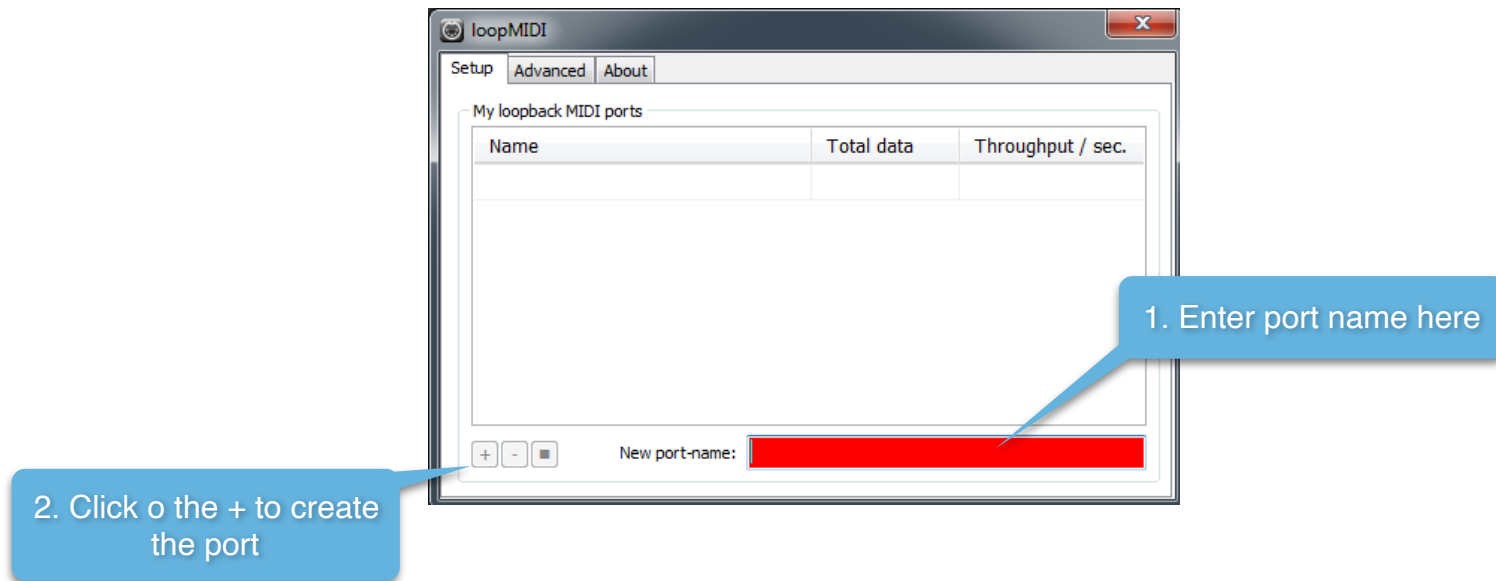 loopMIDI
Setup Advanced About
My loopback MIDI ports
Name Total data Throughput / sec.
1. Enter port name here
+ - New port-name:
2. Click o the + to create
the port